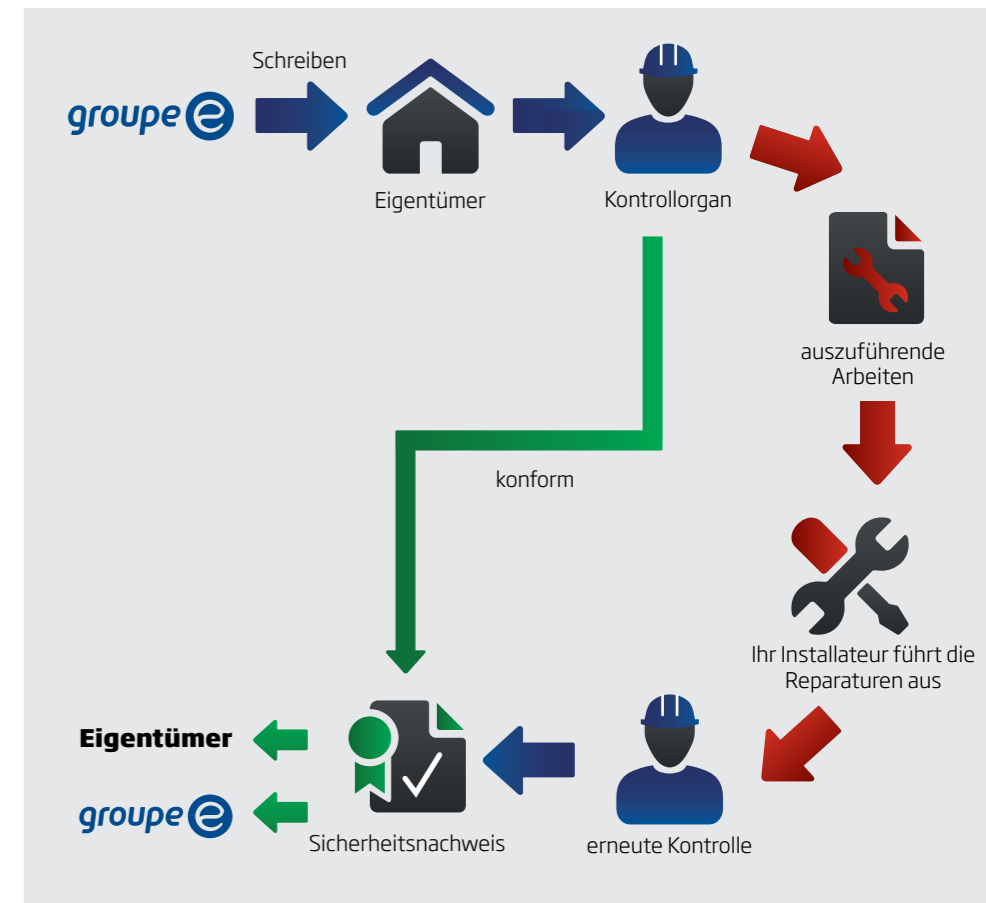 Schreiben
groupe e
Eigentümer
Kontrollorgan
auszuführende
Arbeiten
konform
Ihr Installateur führt die
Reparaturen aus
Eigentümer
groupe e
Sicherheitsnachweis
erneute Kontrolle